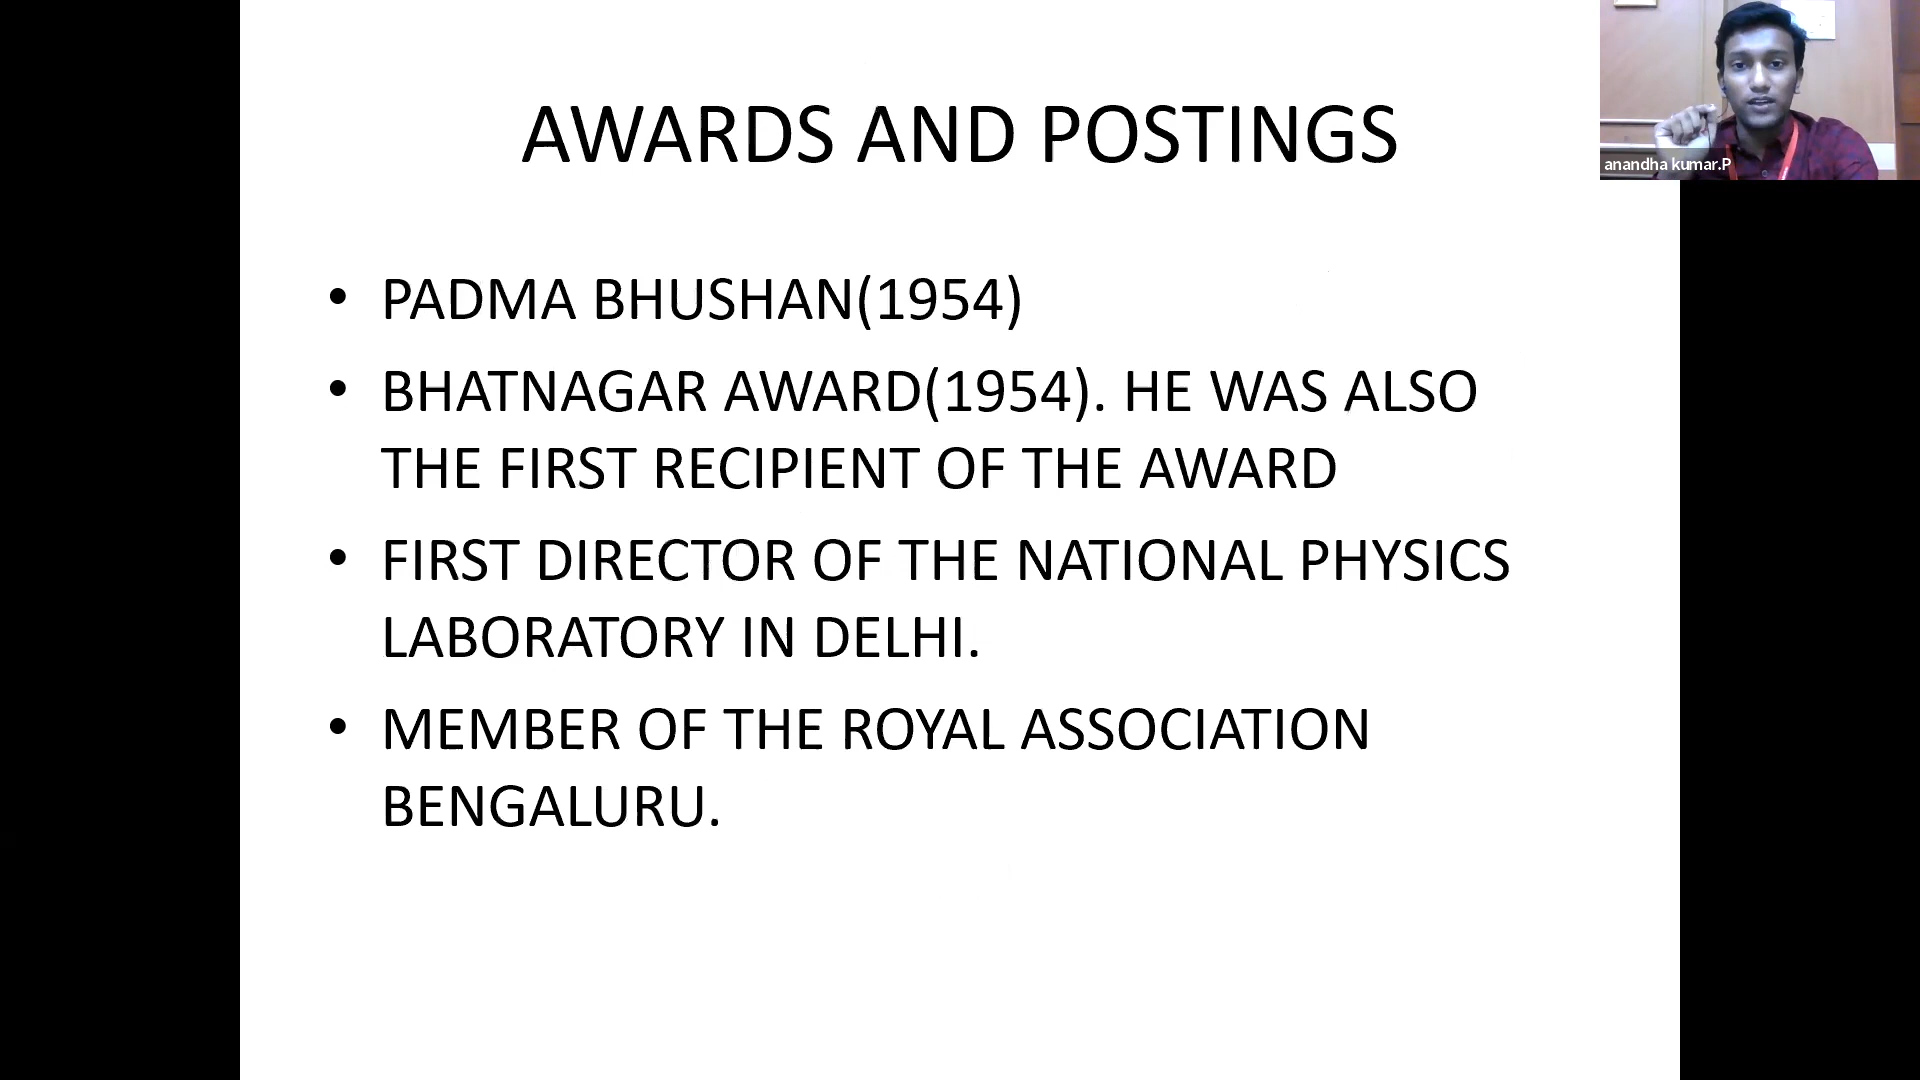 AWARDS AND POSTINGS
anandha kumar.P
• PADMA BHUSHAN(1954)
• BHATNAGAR AWARD(1954). HE WAS ALSO
THE FIRST RECIPIENT OF THE AWARD
• FIRST DIRECTOR OF THE NATIONAL PHYSICS
LABORATORY IN DELHI.
• MEMBER OF THE ROYAL ASSOCIATION
BENGALURU.